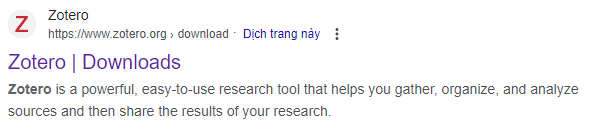 Z Zotero
https://www.zotero.org › download · Dịch trang này
Zotero | Downloads
Zotero is a powerful, easy-to-use research tool that helps you gather, organize, and analyze
sources and then share the results of your research.